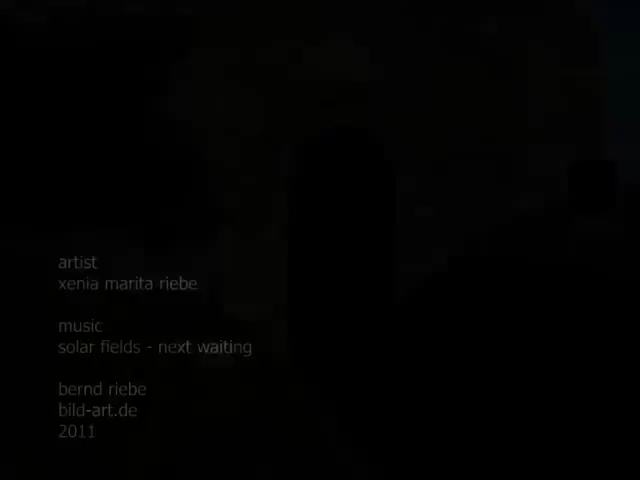 artist
xenia marita riebe
music
solar fields - next waiting
bernd riebe
bild-art.de
2011